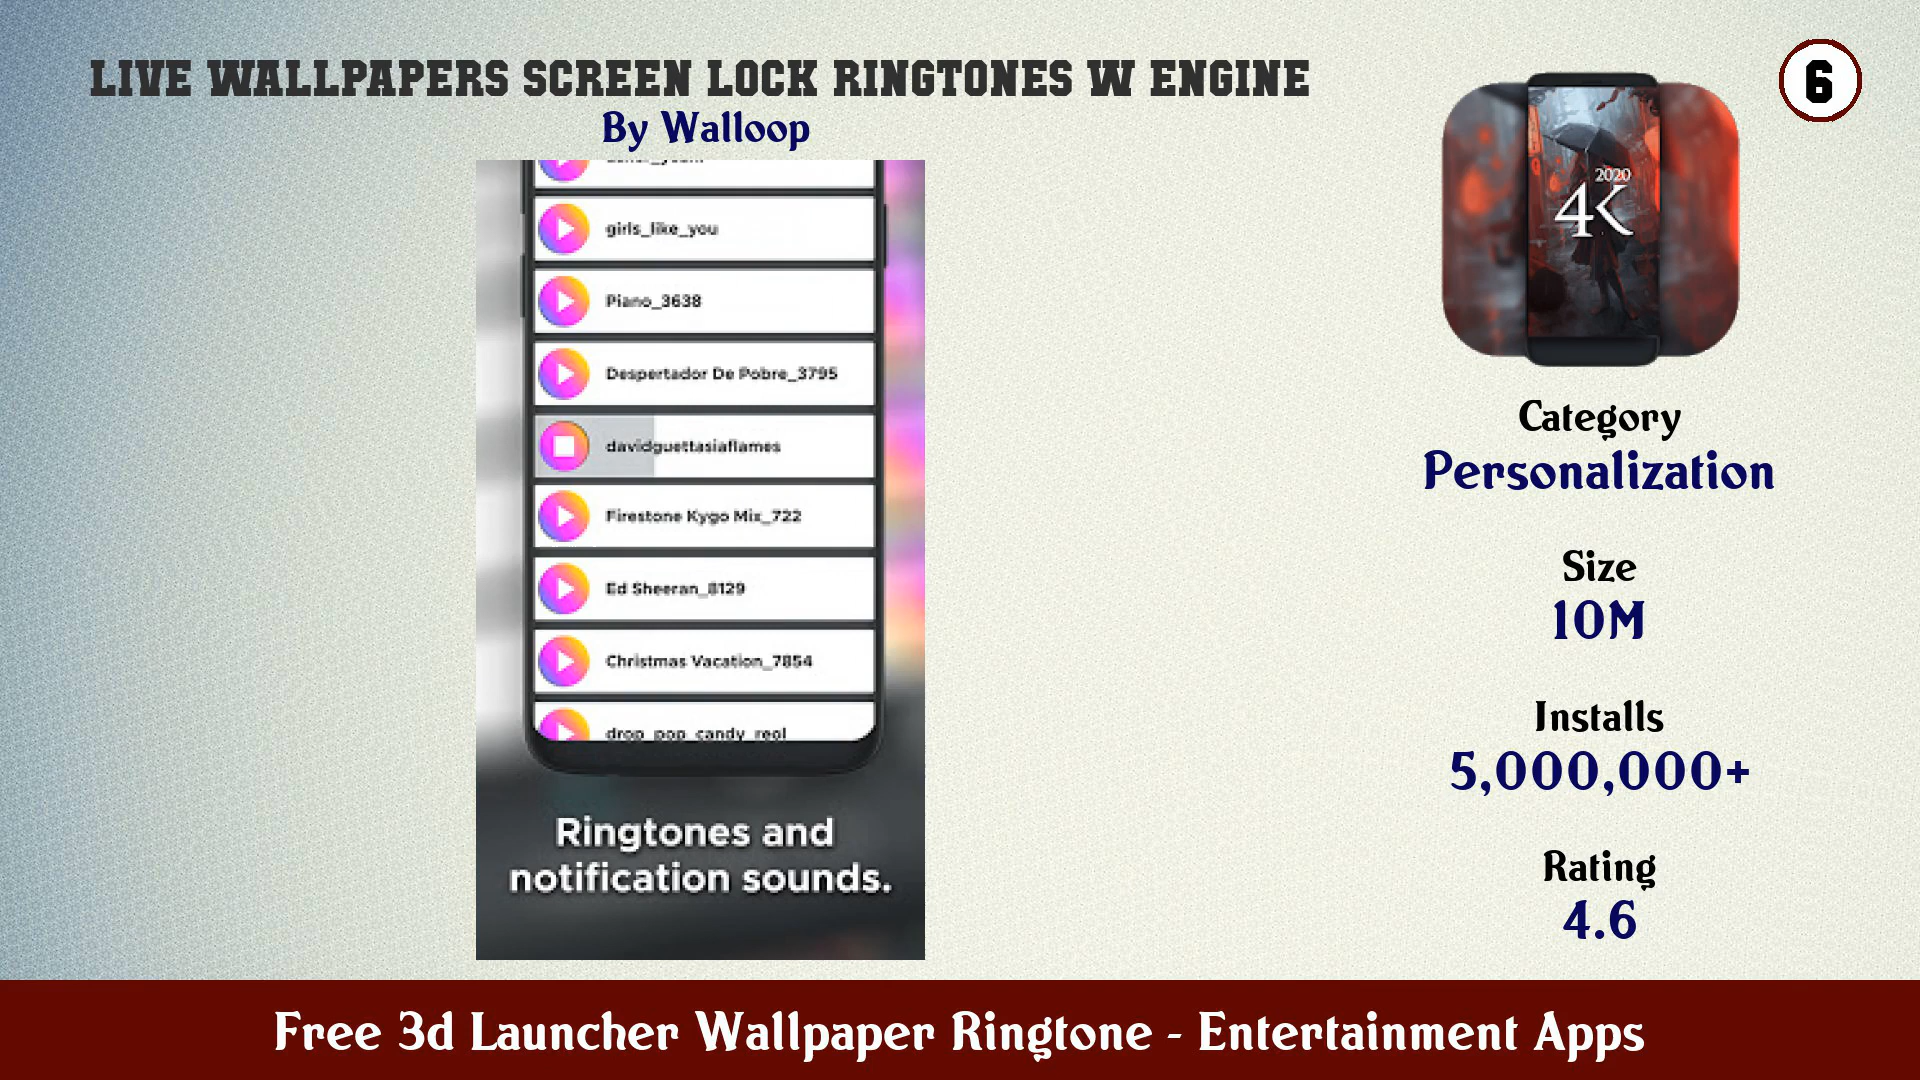 LIVE WALLPAPERS SCREEN LOCK RINGTONES W ENGINE
By Walloop
6
girls_like_you
Piano_3638
Despertador De Pobre_3795
davidguettasiaflames
Firestone Kygo Mix_722
Ed Sheeran_8129
Christmas Vacation_7854
drop_pop_candy_reol
Ringtones and
notification sounds.
2020
4K
Category
Personalization
Size
10M
Installs
5,000,000+
Rating
4.6
Free 3d Launcher Wallpaper Ringtone - Entertainment Apps